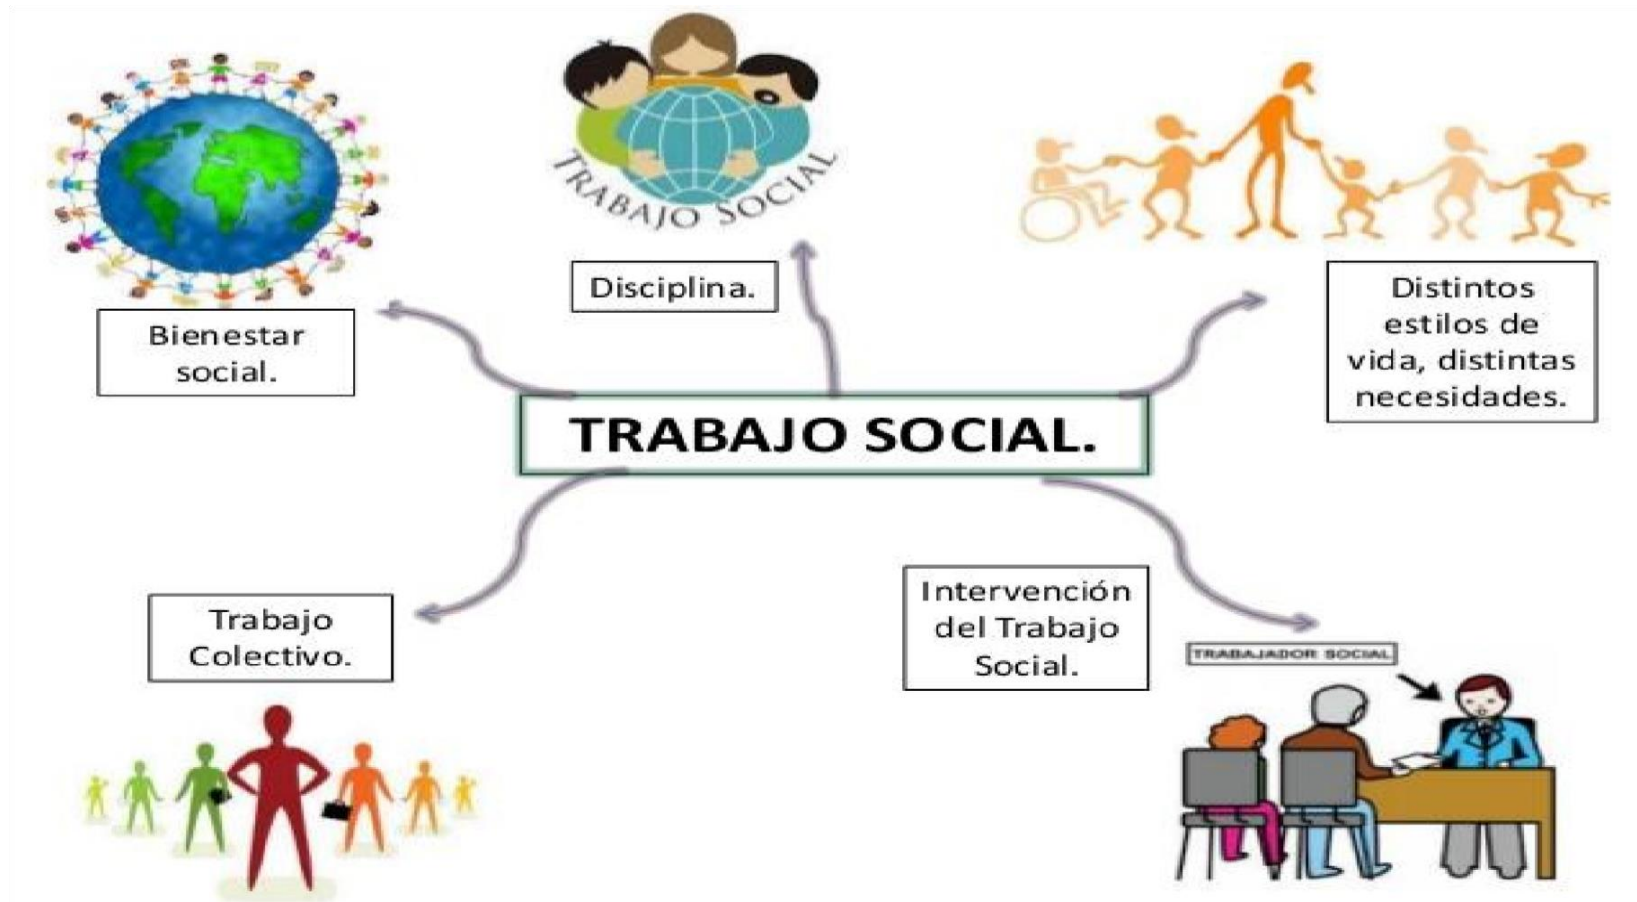 TRABAJO SOCIAL
Disciplina.
Bienestar
social.
Distintos
estilos de
vida, distintas
necesidades.
TRABAJO SOCIAL.
Trabajo
Colectivo.
Intervención
del Trabajo
Social.
TRABAJADOR SOCIAL